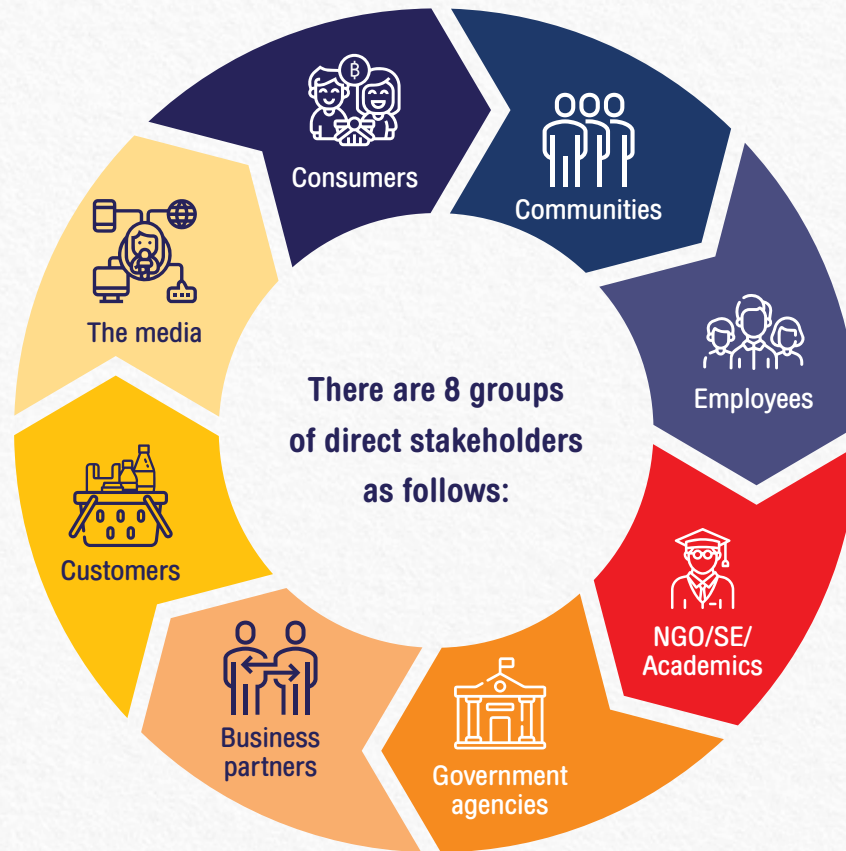 There are 8 groups
of direct stakeholders
as follows:
฿
Consumers
Communities
Employees
NGO/SE/
Academics
Government
agencies
Business
partners
Customers
The media